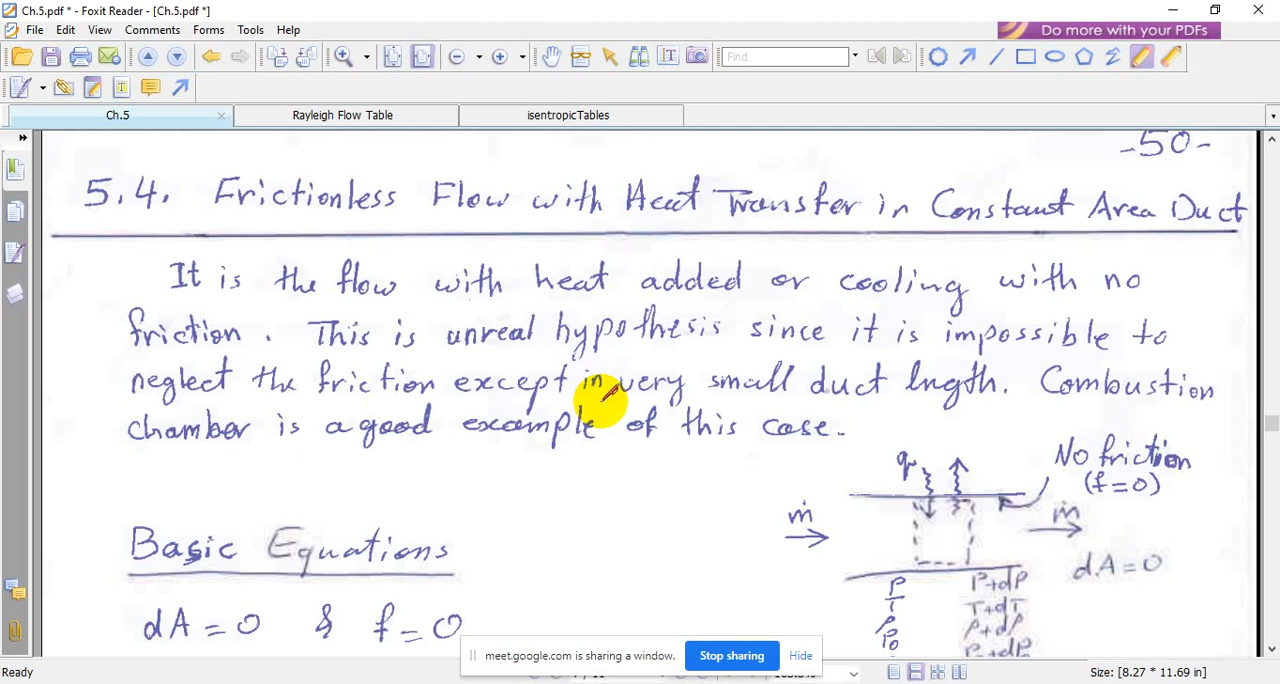 Ch.5.pdf * - Foxit Reader - [Ch.5.pdf *]
File Edit View Comments Forms Tools Help
Do more with your PDFs
Find
Ch.5 Rayleigh Flow Table isentropicTables
-50-
5.4. Frictionless Flow with Heat Transfer in Constant Area Duct
It is the flow with heat added or cooling with no
friction. This is unreal hypothesis since it is impossible to
neglect the friction except in very small duct lngth. Combustion
chamber is a good example of this case.
q
No friction
(f=0)
ṁ
ṁ
dA=0
Basic Equations
P P+dP
T T+dT
ρ ρ+dρ
P₀
dA = 0 & f = 0
meet.google.com is sharing a window. Stop sharing Hide
Ready
Size: [8.27 * 11.69 in]